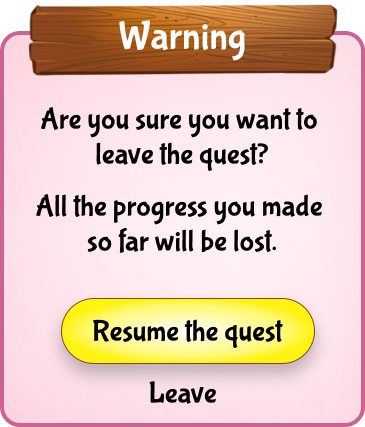 Warning
Are you sure you want to
leave the quest?
All the progress you made
so far will be lost.
Resume the quest
Leave